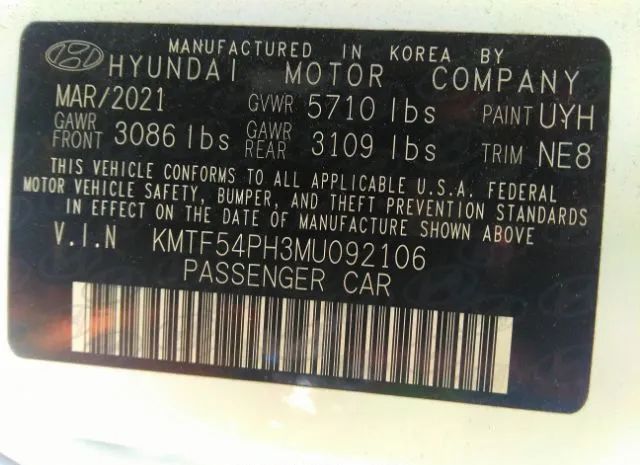 MANUFACTURED IN KOREA BY
HYUNDAI MOTOR COMPANY
MAR/2021 GVWR 5710 lbs PAINT UYH
GAWR FRONT 3086 lbs GAWR REAR 3109 lbs TRIM NE8
THIS VEHICLE CONFORMS TO ALL APPLICABLE U.S.A. FEDERAL
MOTOR VEHICLE SAFETY, BUMPER, AND THEFT PREVENTION STANDARDS
IN EFFECT ON THE DATE OF MANUFACTURE SHOWN ABOVE
V.I.N KMTF54PH3MU092106
PASSENGER CAR